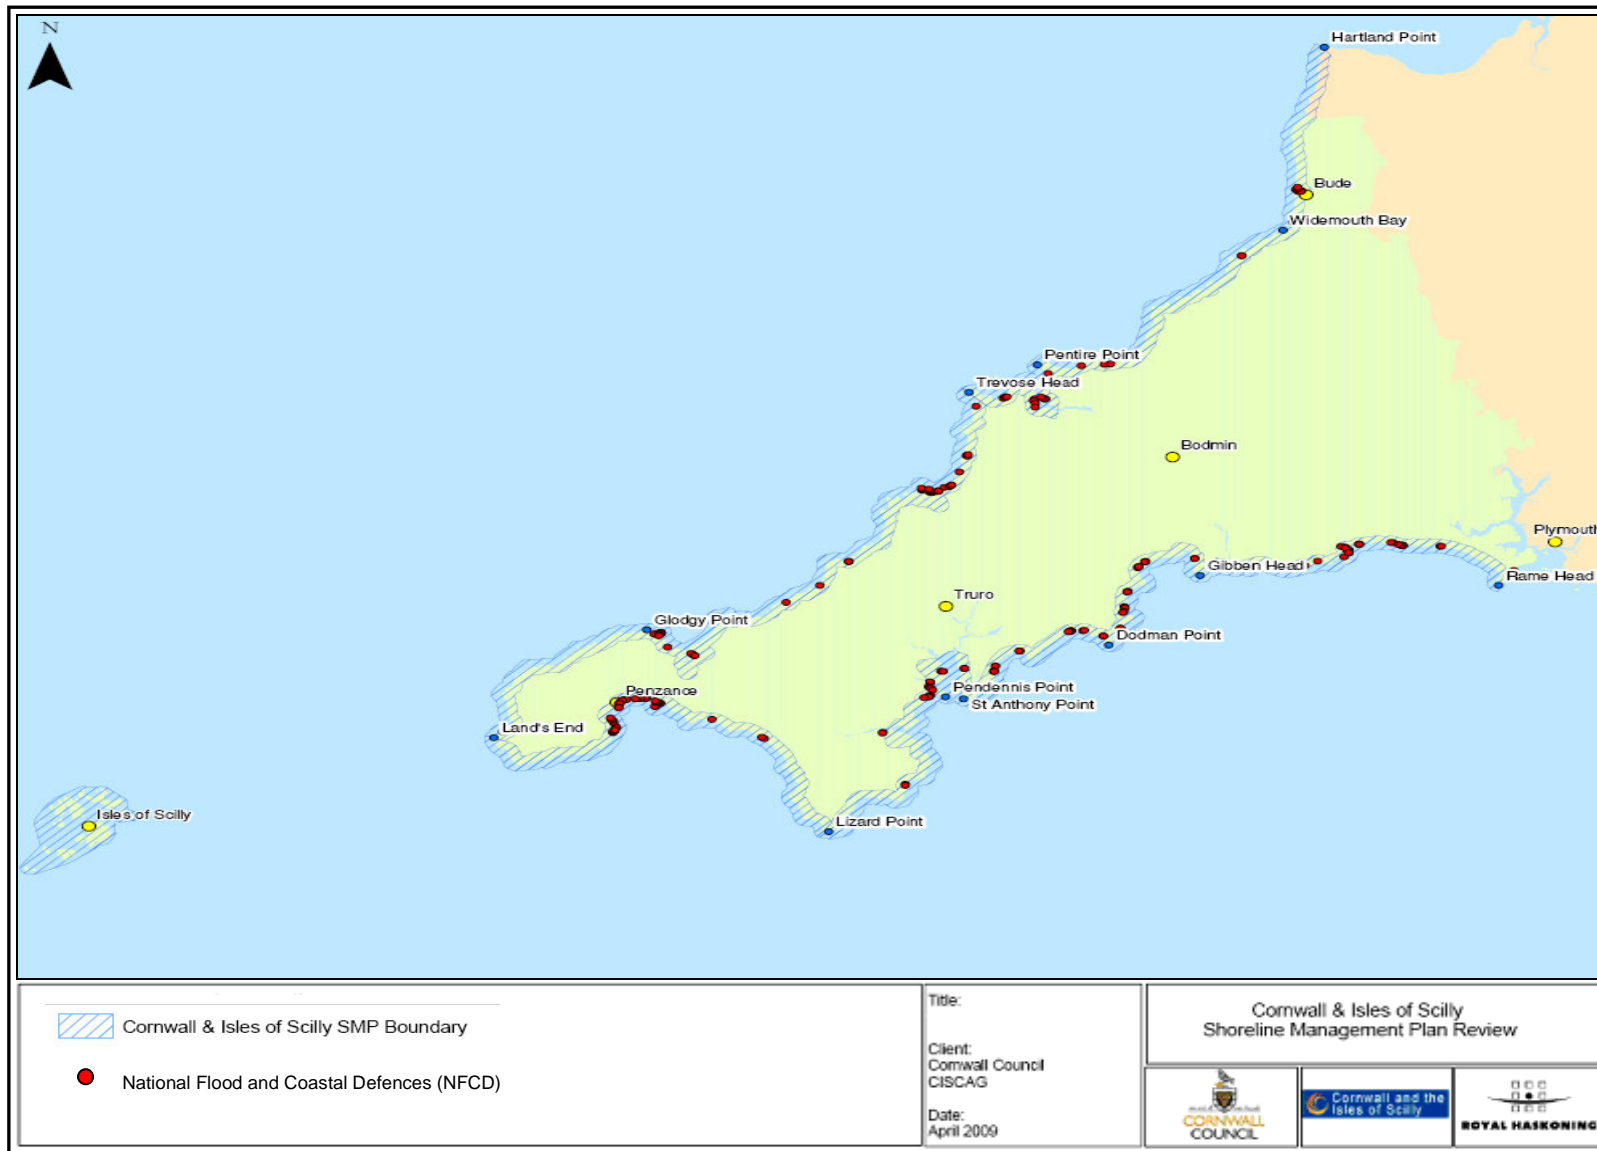 N
Hartland Point
Bude
Widemouth Bay
Pentire Point
Trevose Head
Bodmin
Plymouth
Gibben Head
Rame Head
Truro
Glodgy Point
Dodman Point
Penzance
Pendennis Point
St Anthony Point
Land's End
Isles of Scilly
Lizard Point
Cornwall & Isles of Scilly SMP Boundary
National Flood and Coastal Defences (NFCD)
Title:
Client:
Cornwall Council
CISCAG
Date:
April 2009
Cornwall & Isles of Scilly
Shoreline Management Plan Review
CORNWALL
COUNCIL
Cornwall and the
Isles of Scilly
ROYAL HASKONING